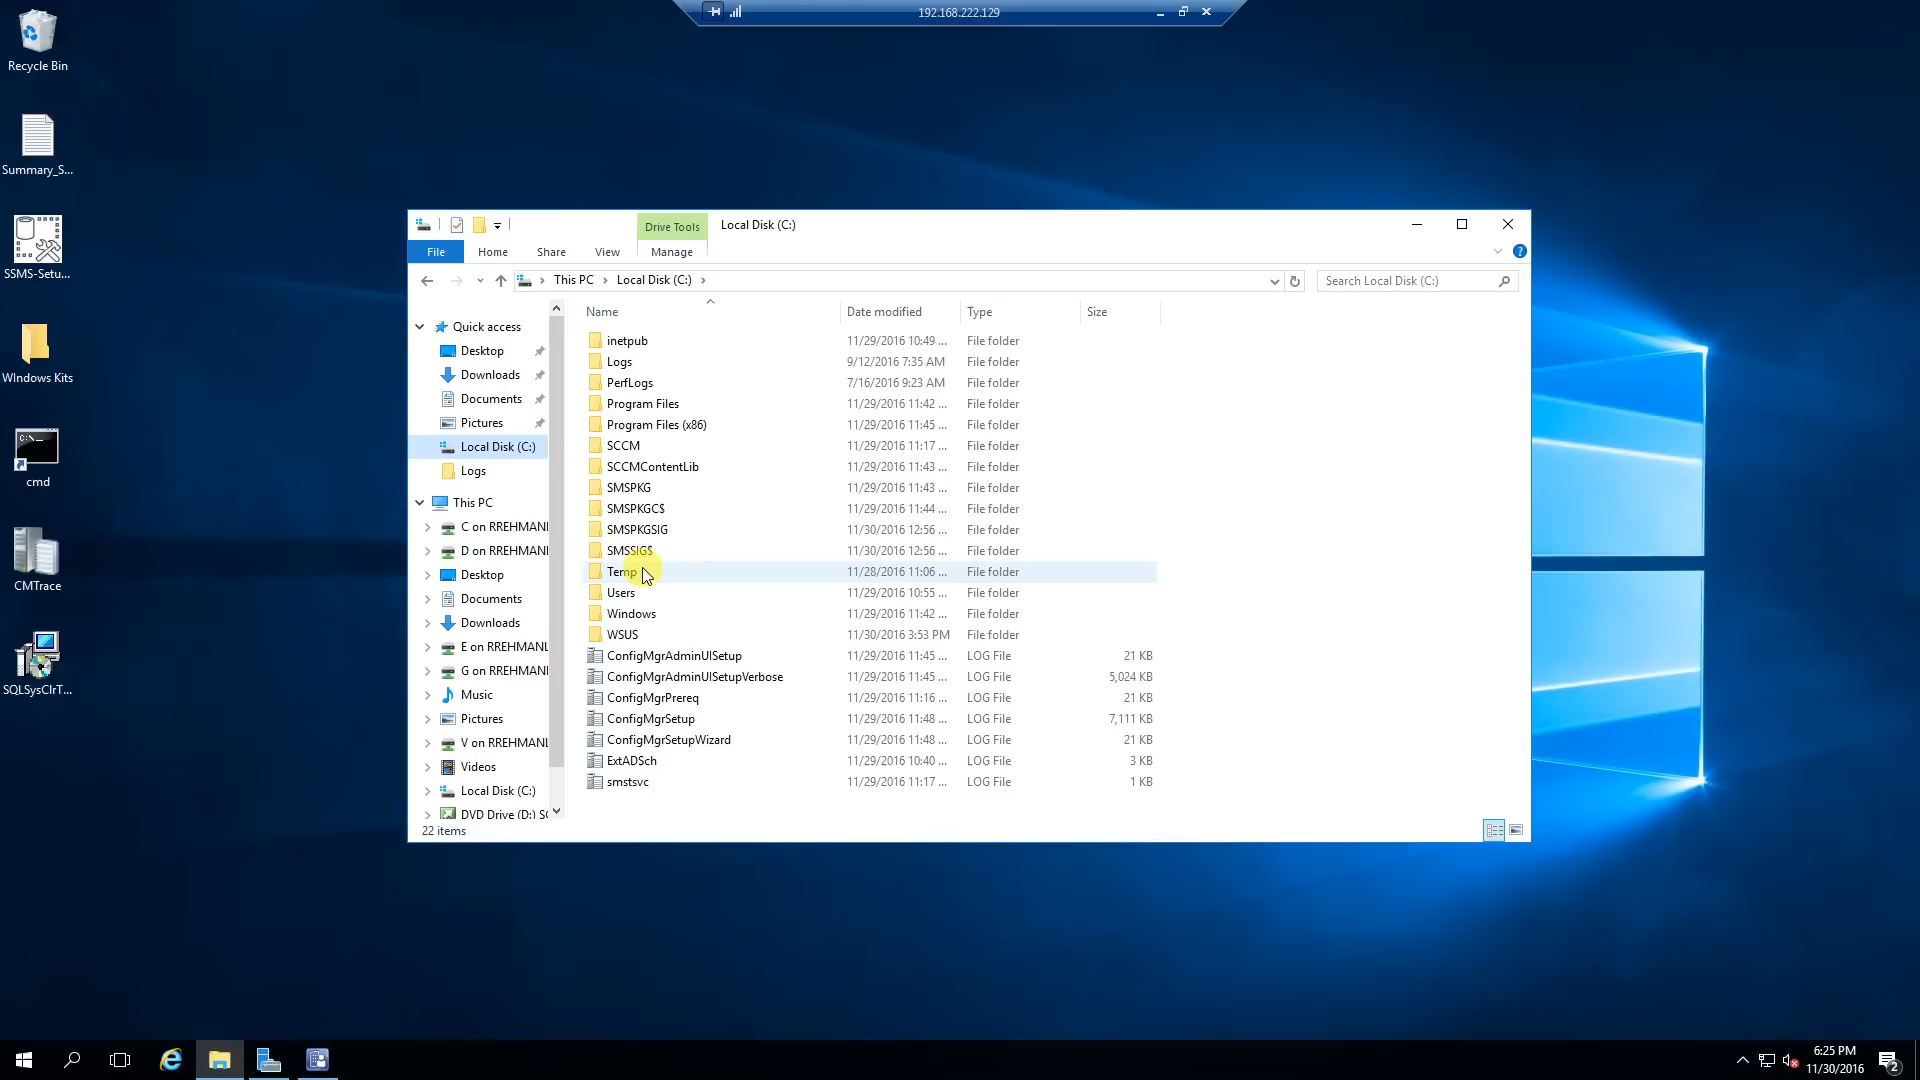 192.168.222.129
Recycle Bin
Summary_S...
SSMS-Setu...
WIndows Kits
C:\_
cmd
CMTrace
SQLSysClrT...
Drive Tools
Local Disk (C:)
File
Home
Share
View
Manage
This PC
Local Disk (C:)
Search Local Disk (C:)
Name
Date modified
Type
Size
Quick access
Desktop
Downloads
Documents
Pictures
Local Disk (C:)
Logs
This PC
C on RREHMANL
D on RREHMANL
Desktop
Documents
Downloads
E on RREHMANL
G on RREHMANL
Music
Pictures
V on RREHMANL
Videos
Local Disk (C:)
DVD Drive (D:) SC
inetpub 11/29/2016 10:49 ... File folder
Logs 9/12/2016 7:35 AM File folder
PerfLogs 7/16/2016 9:23 AM File folder
Program Files 11/29/2016 11:42 ... File folder
Program Files (x86) 11/29/2016 11:45 ... File folder
SCCM 11/29/2016 11:17 ... File folder
SCCMContentLib 11/29/2016 11:43 ... File folder
SMSPKG 11/29/2016 11:43 ... File folder
SMSPKGC$ 11/29/2016 11:44 ... File folder
SMSPKGSIG 11/30/2016 12:56 ... File folder
SMSSIG$ 11/30/2016 12:56 ... File folder
Temp 11/28/2016 11:06 ... File folder
Users 11/29/2016 10:55 ... File folder
Windows 11/29/2016 11:42 ... File folder
WSUS 11/30/2016 3:53 PM File folder
ConfigMgrAdminUISetup 11/29/2016 11:45 ... LOG File 21 KB
ConfigMgrAdminUISetupVerbose 11/29/2016 11:45 ... LOG File 5,024 KB
ConfigMgrPrereq 11/29/2016 11:16 ... LOG File 21 KB
ConfigMgrSetup 11/29/2016 11:48 ... LOG File 7,111 KB
ConfigMgrSetupWizard 11/29/2016 11:48 ... LOG File 21 KB
ExtADSch 11/29/2016 10:40 ... LOG File 3 KB
smstsvc 11/29/2016 11:17 ... LOG File 1 KB
22 items
6:25 PM
11/30/2016
2